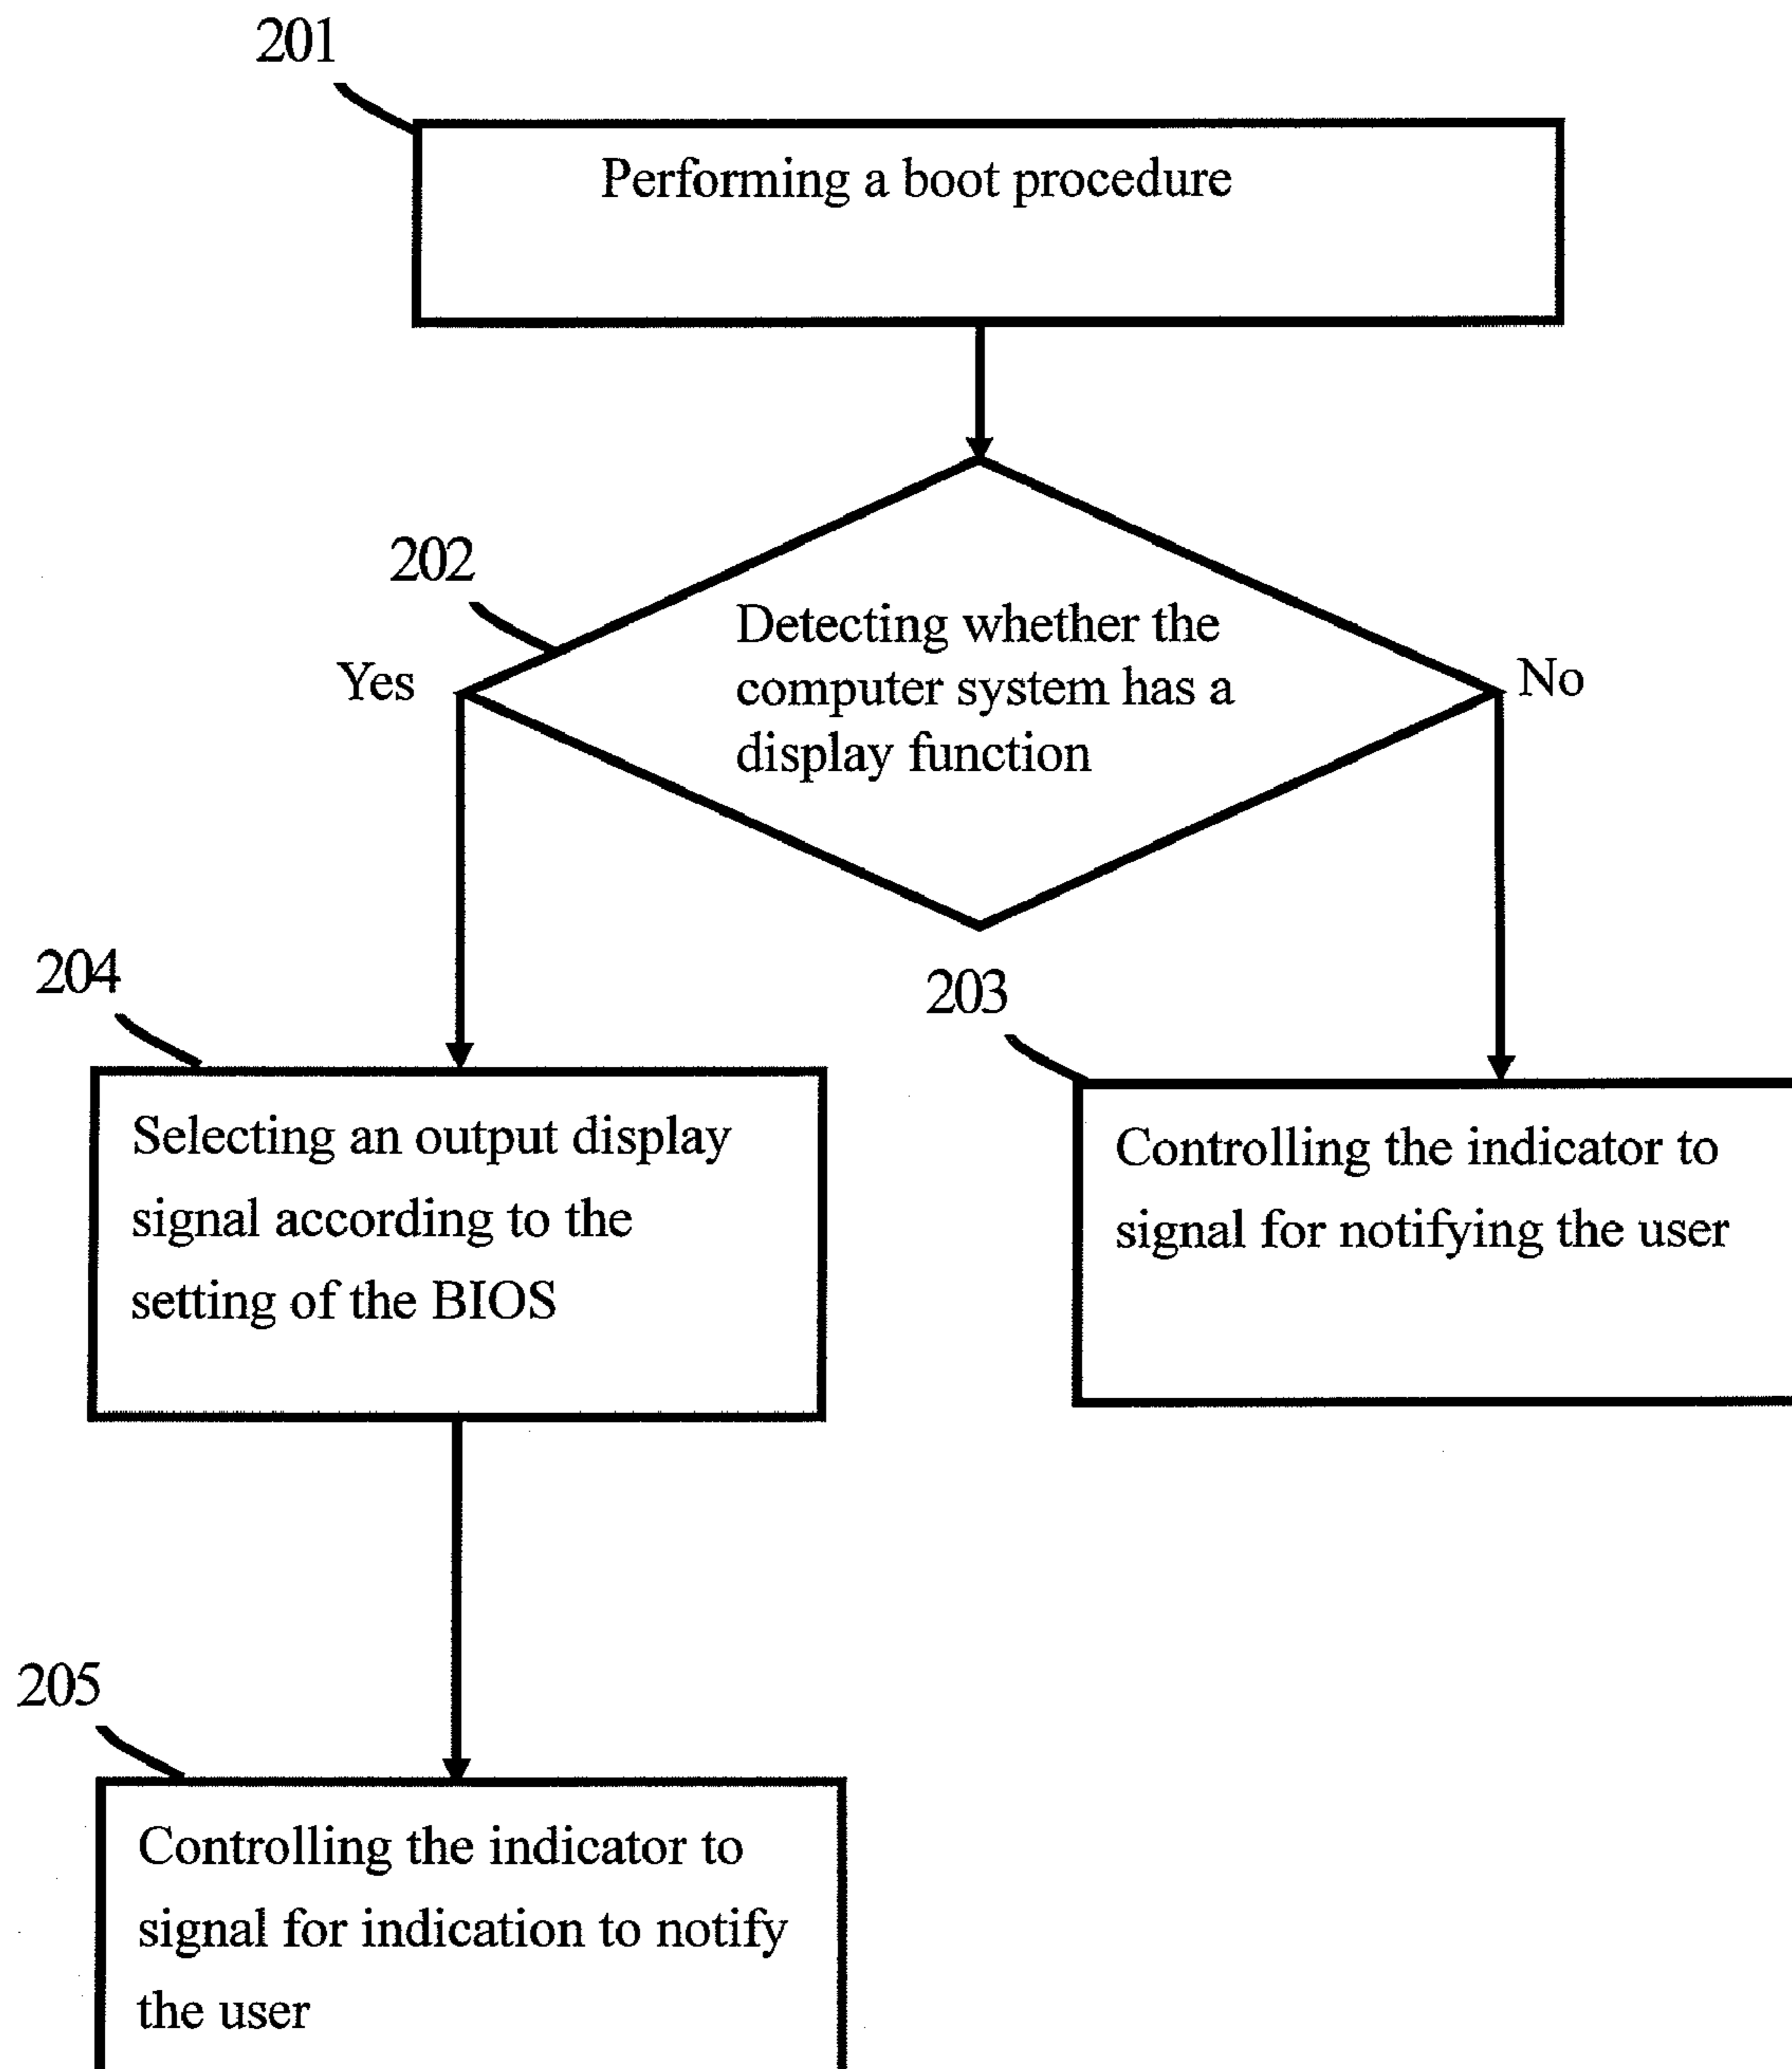 201
Performing a boot procedure
202
Detecting whether the
computer system has a
display function
Yes
No
204
203
Selecting an output display
signal according to the
setting of the BIOS
Controlling the indicator to
signal for notifying the user
205
Controlling the indicator to
signal for indication to notify
the user